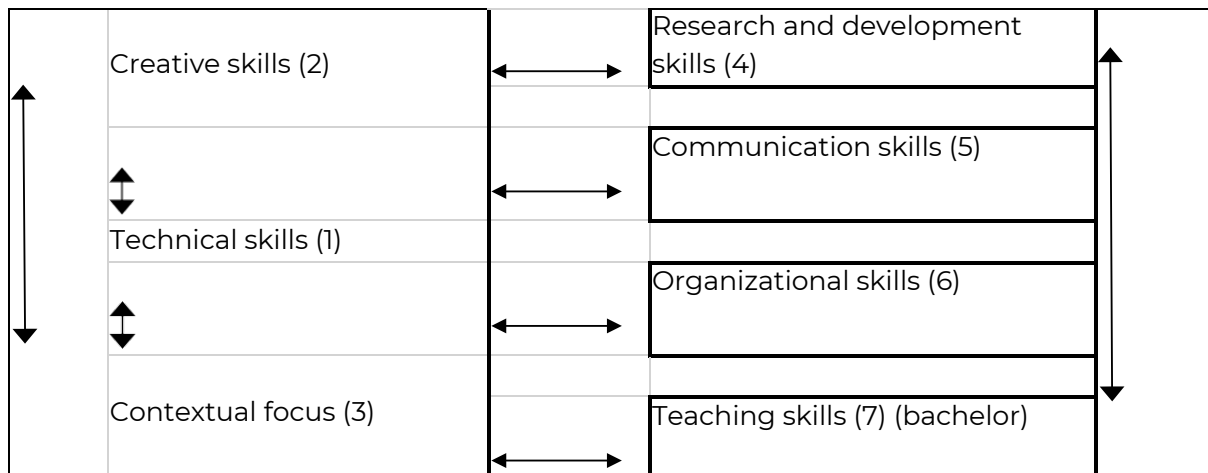 Creative skills (2)
Research and development
skills (4)
Communication skills (5)
Technical skills (1)
Organizational skills (6)
Contextual focus (3)
Teaching skills (7) (bachelor)